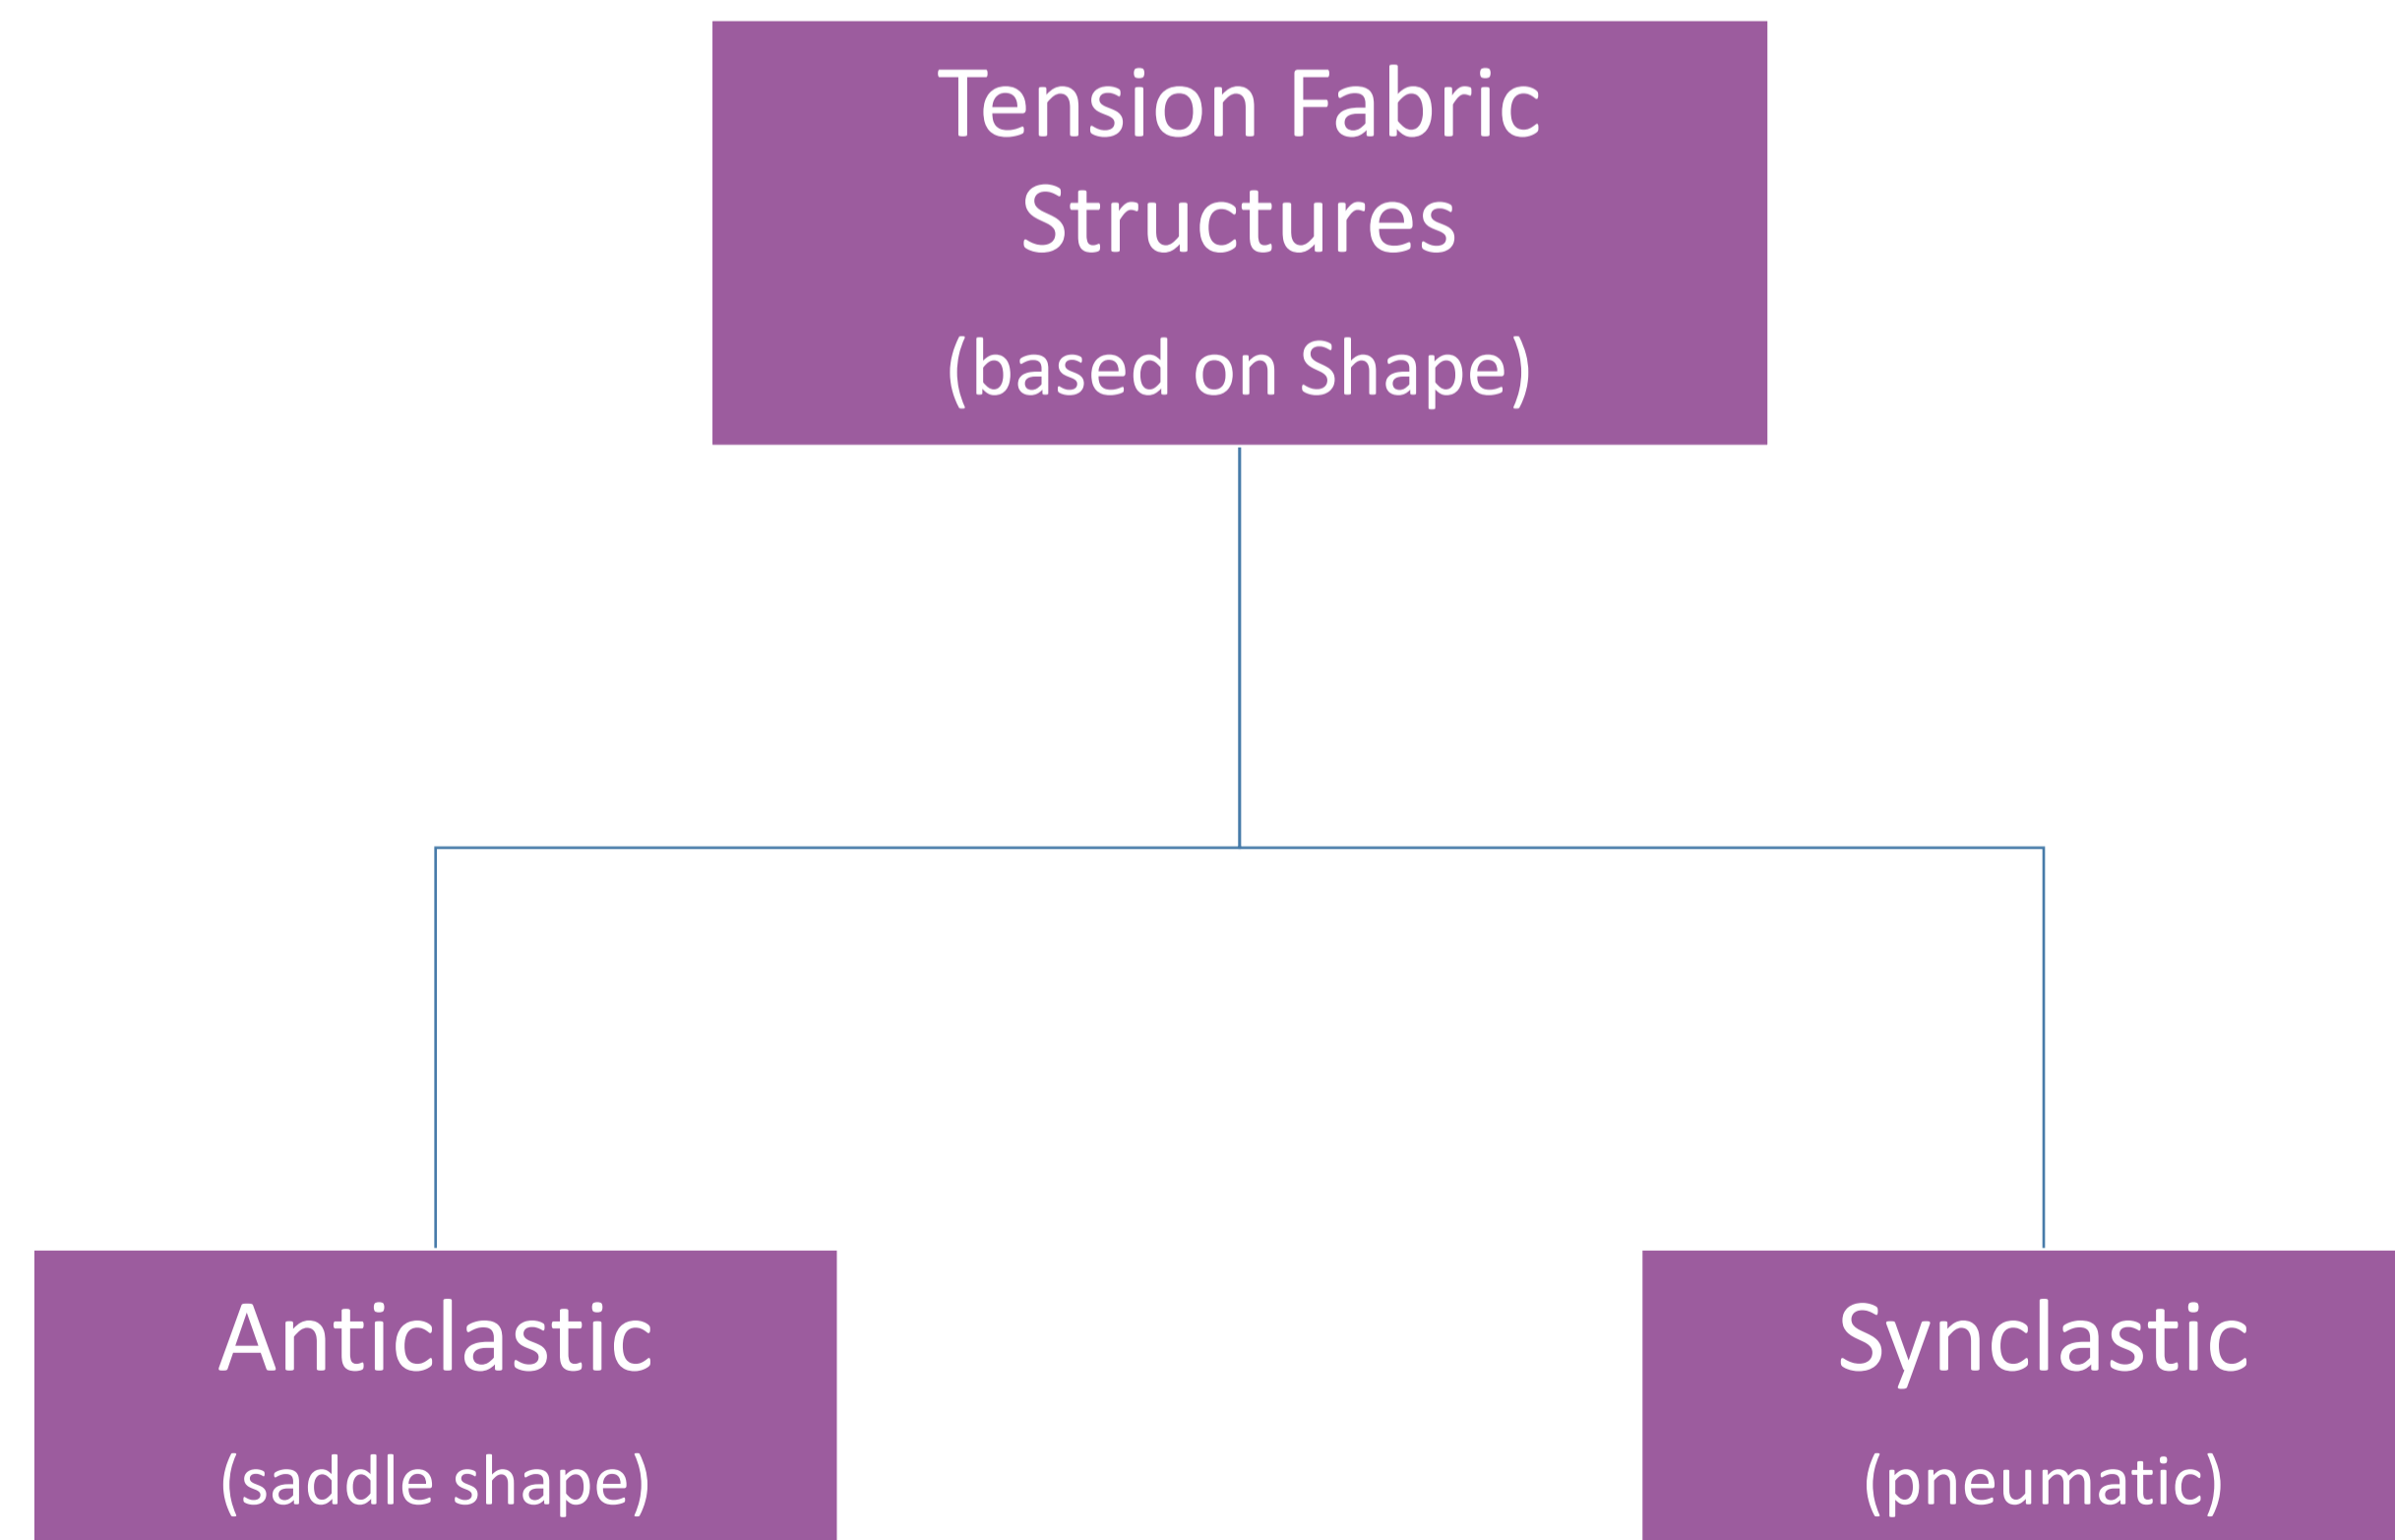 Tension Fabric
Structures
(based on Shape)
Anticlastic
(saddle shape)
Synclastic
(pneumatic)